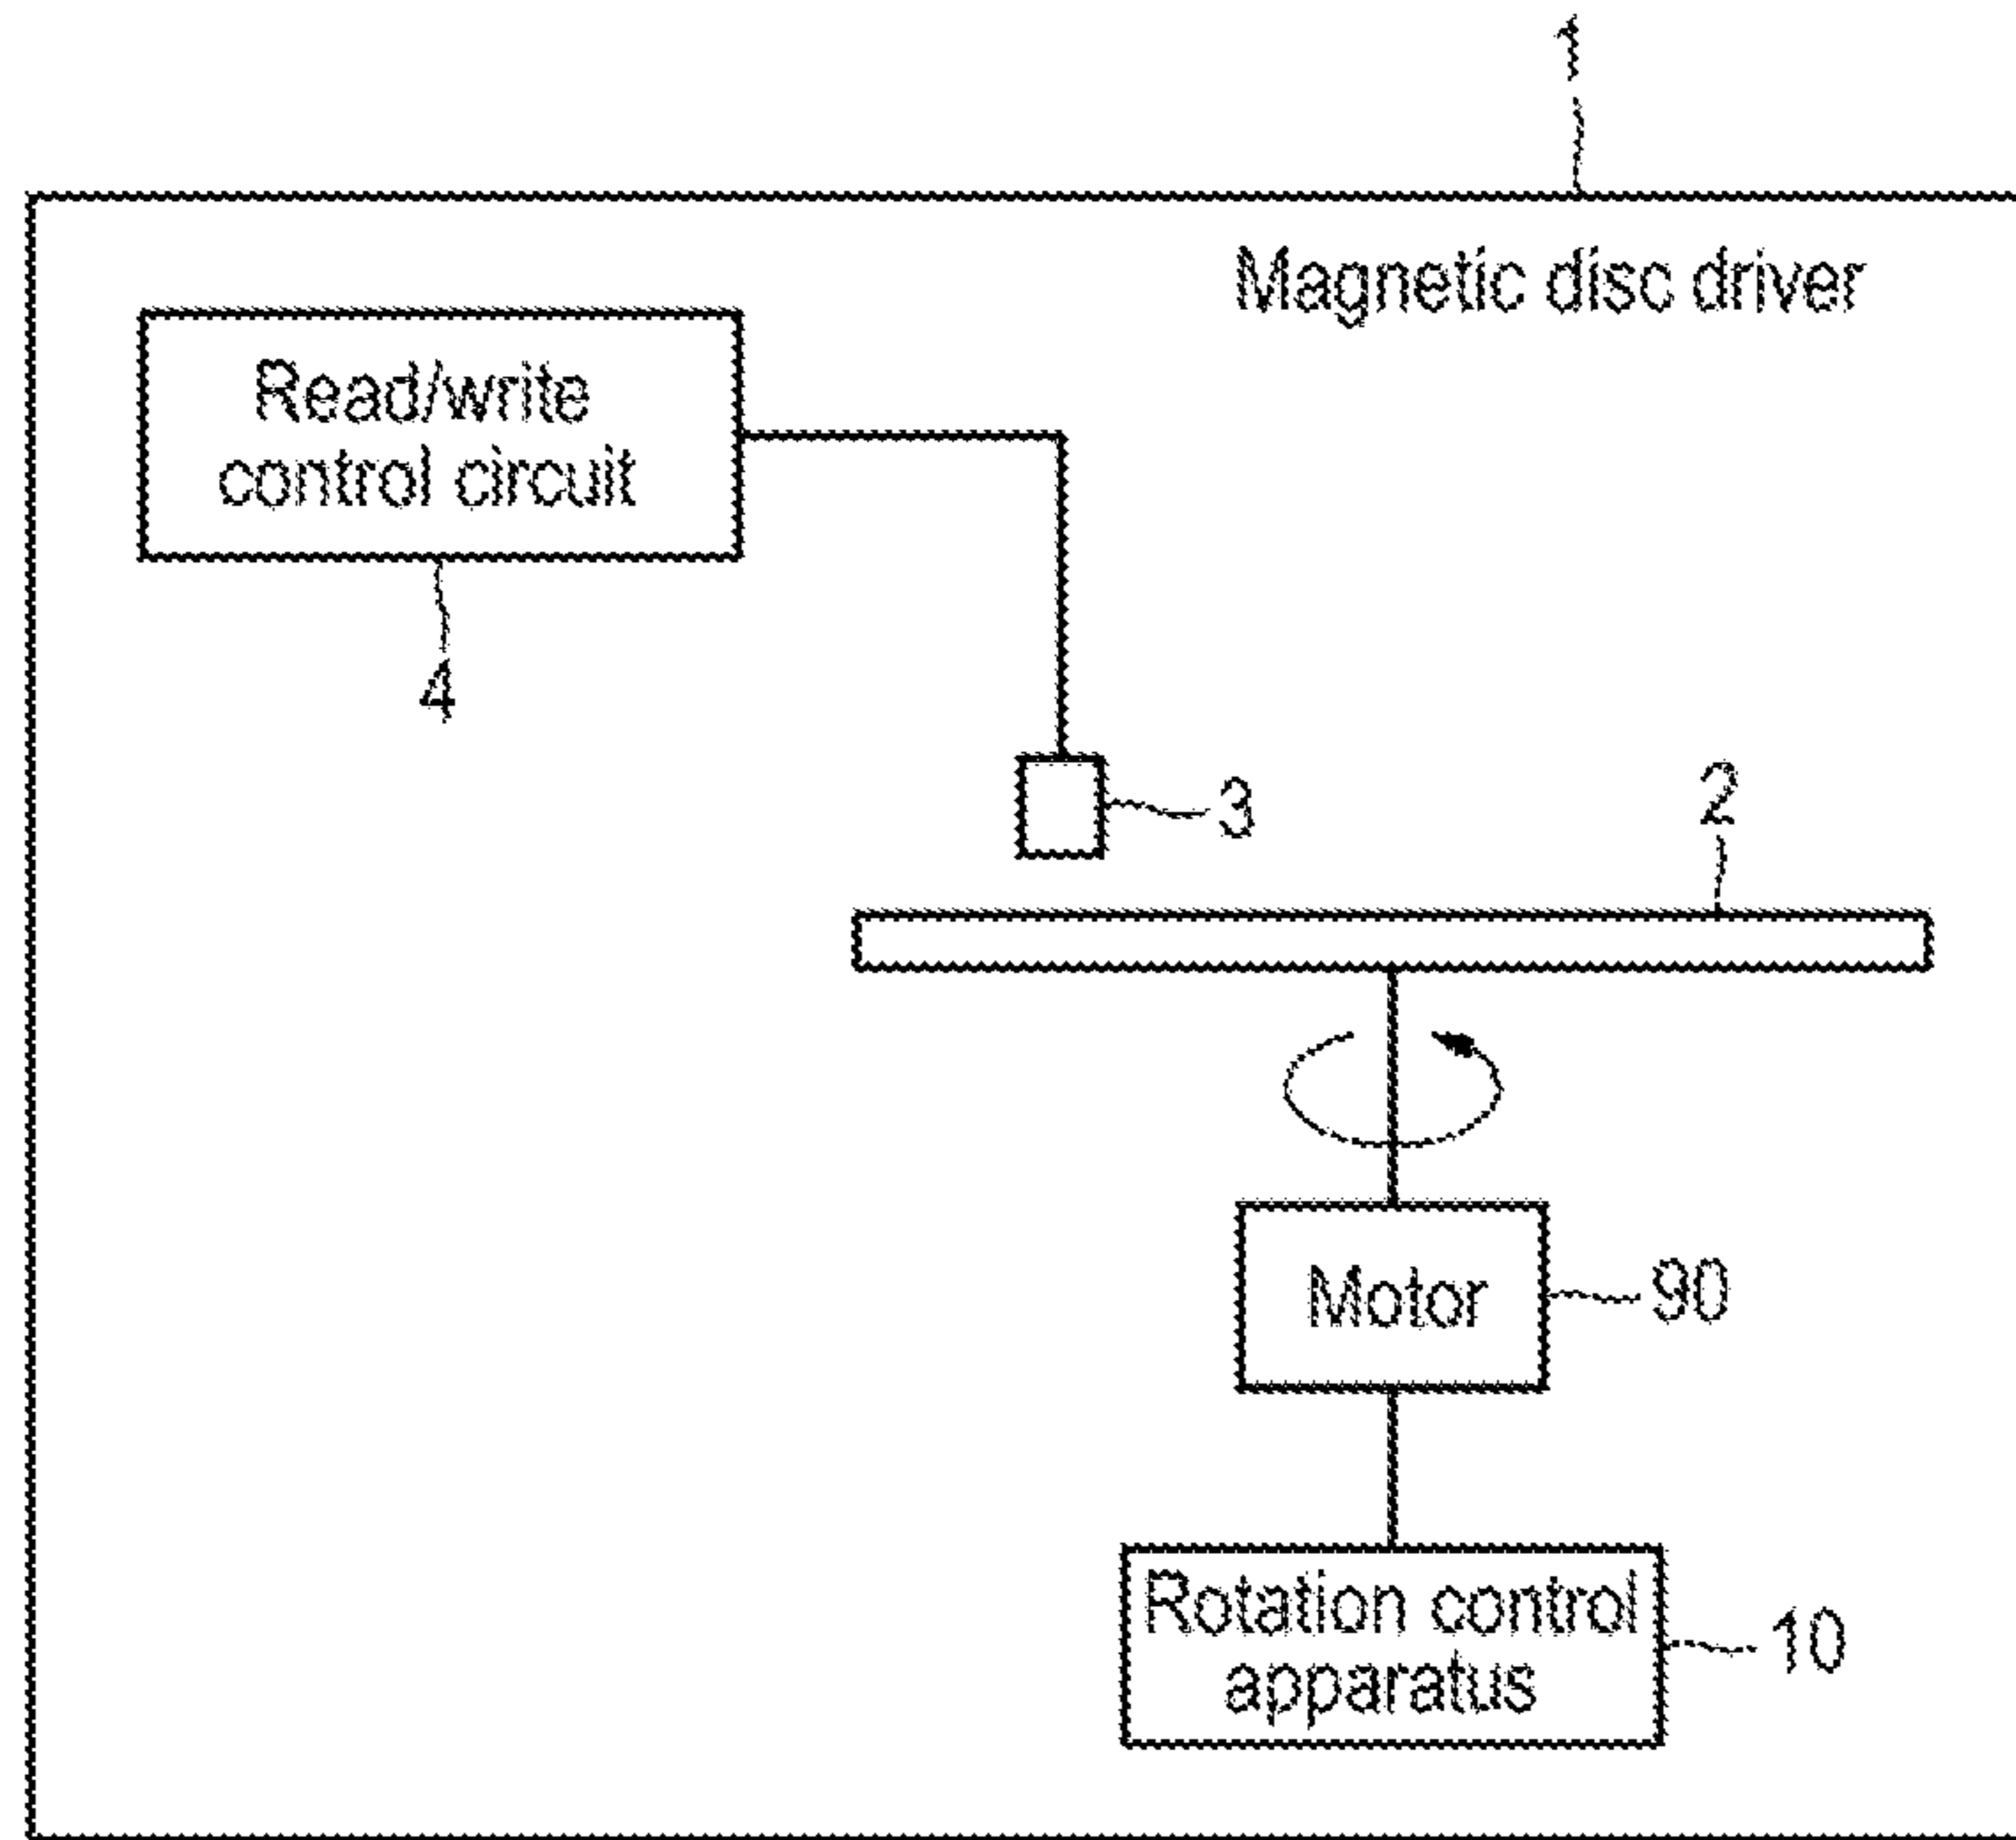 1
Magnetic disc driver
Read/write
control circuit
4
3
2
Motor
90
Rotation control
apparatus
10